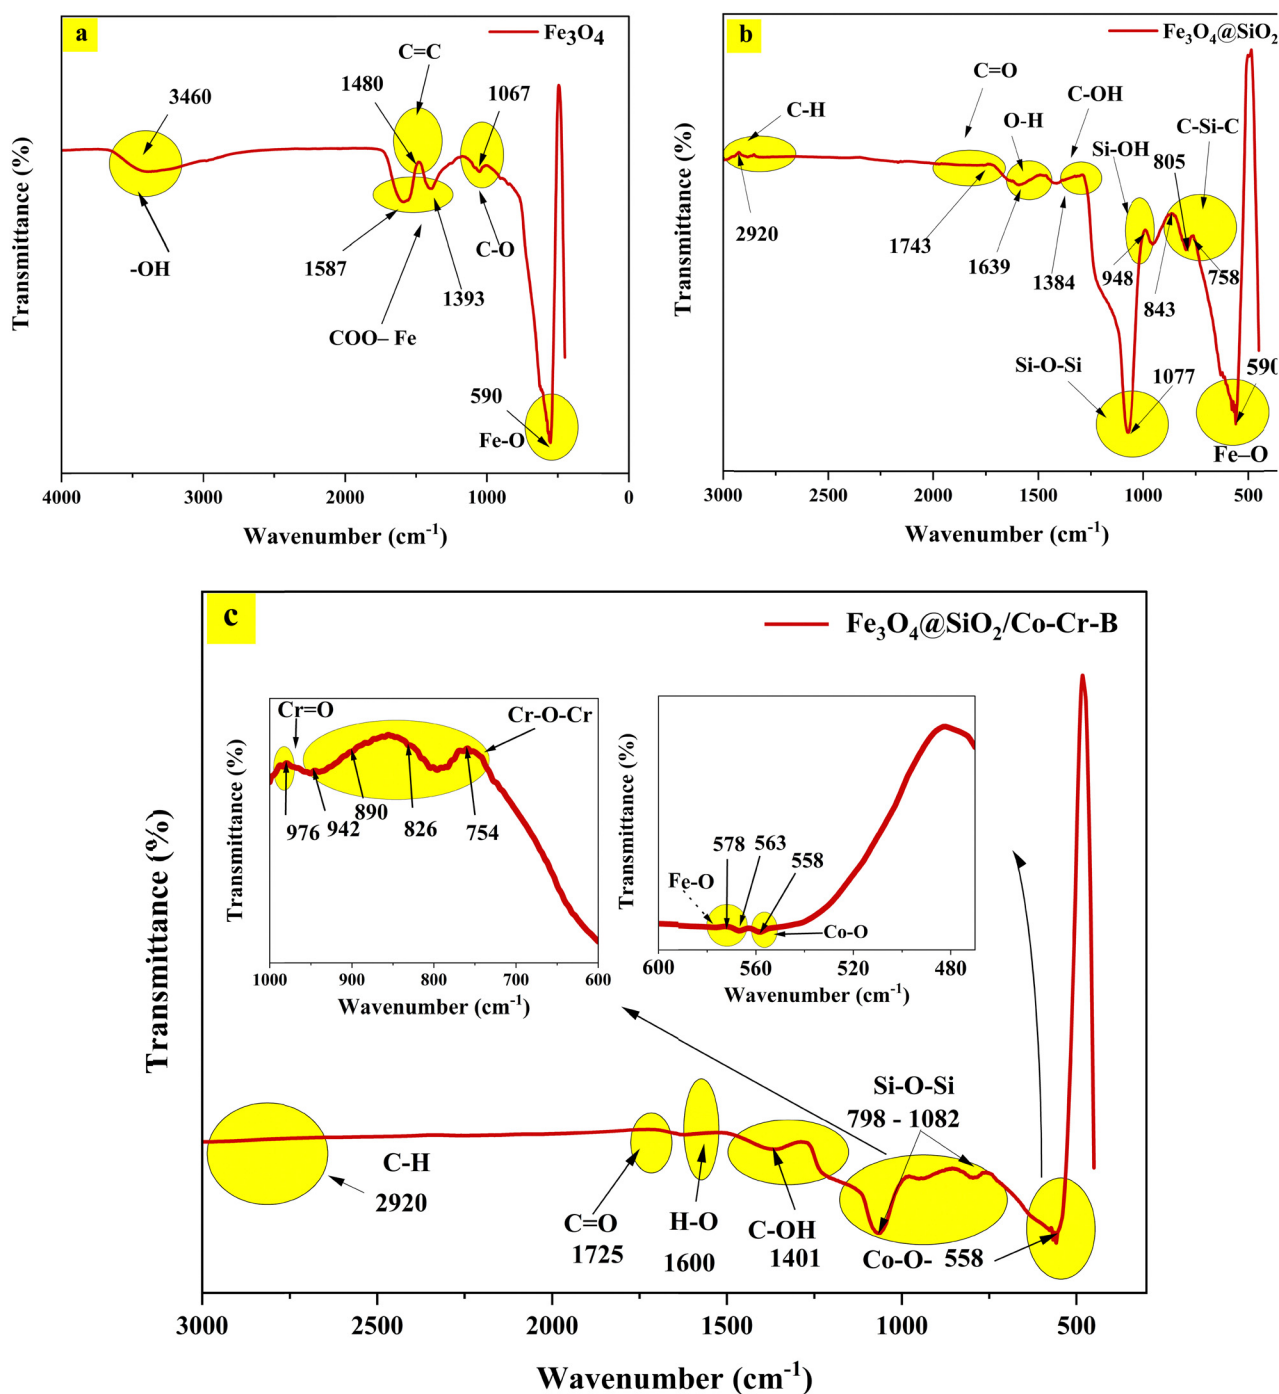 a
Fe₃O₄
C=C
1480
1067
3460
-OH
1587
1393
C-O
COO– Fe
590
Fe-O
Transmittance (%)
4000 3000 2000 1000 0
Wavenumber (cm⁻¹)
b
Fe₃O₄@SiO₂
C=O
C-H
O-H
C-OH
C-Si-C
Si-OH
805
2920
1743
1639
1384
948
843
758
Si-O-Si
1077
590
Fe–O
Transmittance (%)
3000 2500 2000 1500 1000 500
Wavenumber (cm⁻¹)
c
Fe₃O₄@SiO₂/Co-Cr-B
Cr=O
Cr-O-Cr
976 942 890 826 754
Transmittance (%)
1000 900 800 700 600
Wavenumber (cm⁻¹)
578 563 558
Fe-O
Co-O
Transmittance (%)
600 560 520 480
Wavenumber (cm⁻¹)
Si-O-Si
798 - 1082
C-H
2920
C=O
1725
H-O
1600
C-OH
1401
Co-O- 558
Transmittance (%)
3000 2500 2000 1500 1000 500
Wavenumber (cm⁻¹)